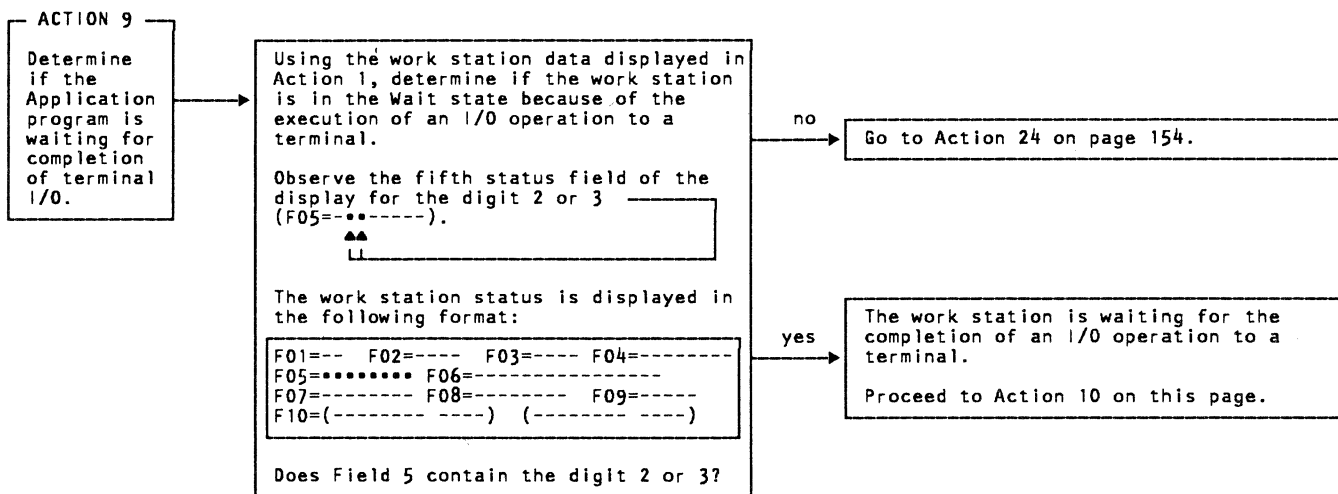 ACTION 9
Determine
if the
Application
program is
waiting for
completion
of terminal
I/O.
Using the work station data displayed in
Action 1, determine if the work station
is in the Wait state because of the
execution of an I/O operation to a
terminal.
Observe the fifth status field of the
display for the digit 2 or 3
(F05=-••-----).
The work station status is displayed in
the following format:
F01=-- F02=---- F03=---- F04=--------
F05=•••••••• F06=----------------
F07=-------- F08=-------- F09=-----
F10=(-------- ----) (-------- ----)
Does Field 5 contain the digit 2 or 3?
no
Go to Action 24 on page 154.
yes
The work station is waiting for the
completion of an I/O operation to a
terminal.
Proceed to Action 10 on this page.